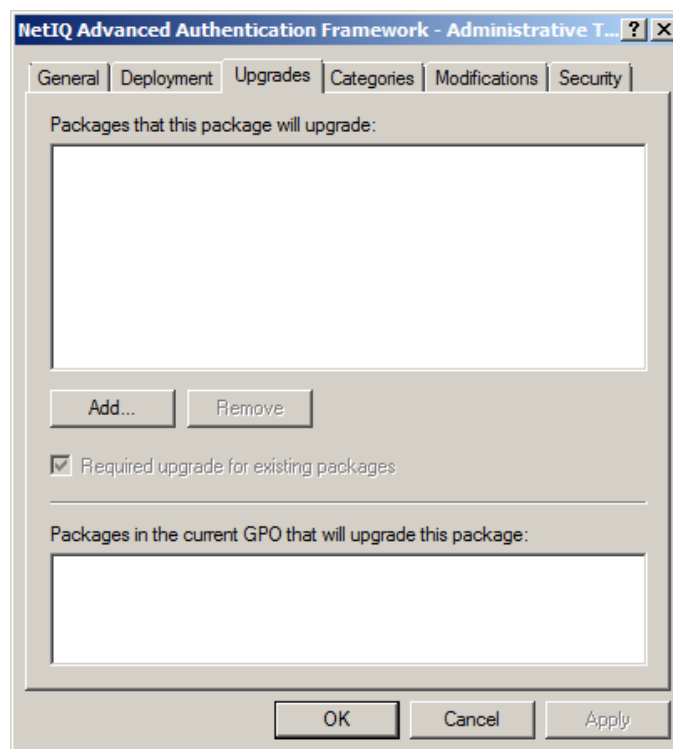 NetIQ Advanced Authentication Framework - Administrative T... ? X
General Deployment Upgrades Categories Modifications Security
Packages that this package will upgrade:
Add... Remove
Required upgrade for existing packages
Packages in the current GPO that will upgrade this package:
OK Cancel Apply